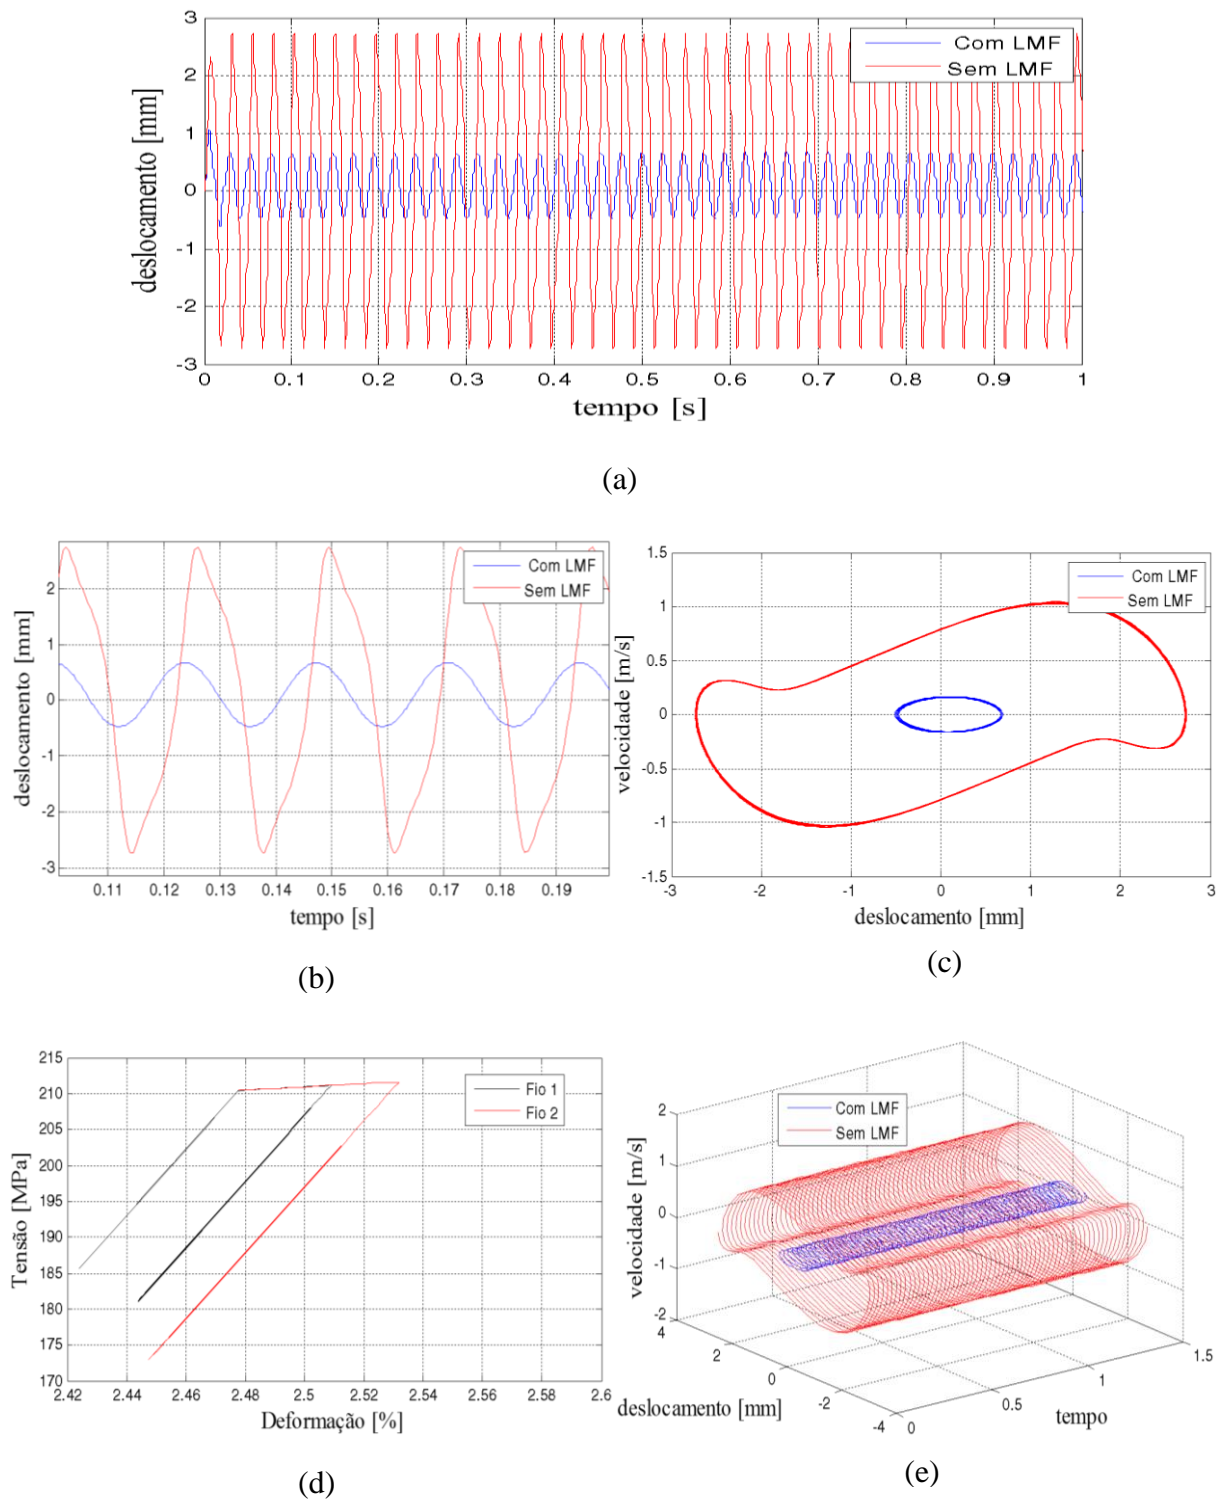 3
2
1
0
-1
-2
-3
deslocamento [mm]
Com LMF
Sem LMF
0 0.1 0.2 0.3 0.4 0.5 0.6 0.7 0.8 0.9 1
tempo [s]
(a)
2
1
0
-1
-2
-3
deslocamento [mm]
Com LMF
Sem LMF
0.11 0.12 0.13 0.14 0.15 0.16 0.17 0.18 0.19
tempo [s]
(b)
1.5
1
0.5
0
-0.5
-1
-1.5
velocidade [m/s]
Com LMF
Sem LMF
-3 -2 -1 0 1 2 3
deslocamento [mm]
(c)
215
210
205
200
195
190
185
180
175
170
Tensão [MPa]
Fio 1
Fio 2
2.42 2.44 2.46 2.48 2.5 2.52 2.54 2.56 2.58 2.6
Deformação [%]
(d)
2
1
0
-1
-2
velocidade [m/s]
Com LMF
Sem LMF
4
2
0
-2
-4
deslocamento [mm]
0
0.5
1
1.5
tempo
(e)